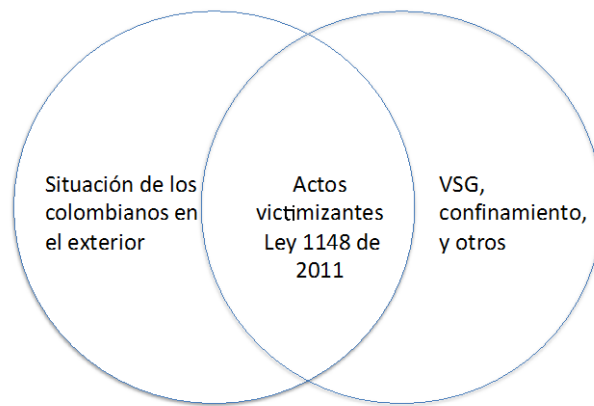 Situación de los
colombianos en
el exterior
Actos
victimizantes
Ley 1148 de
2011
VSG,
confinamiento,
y otros